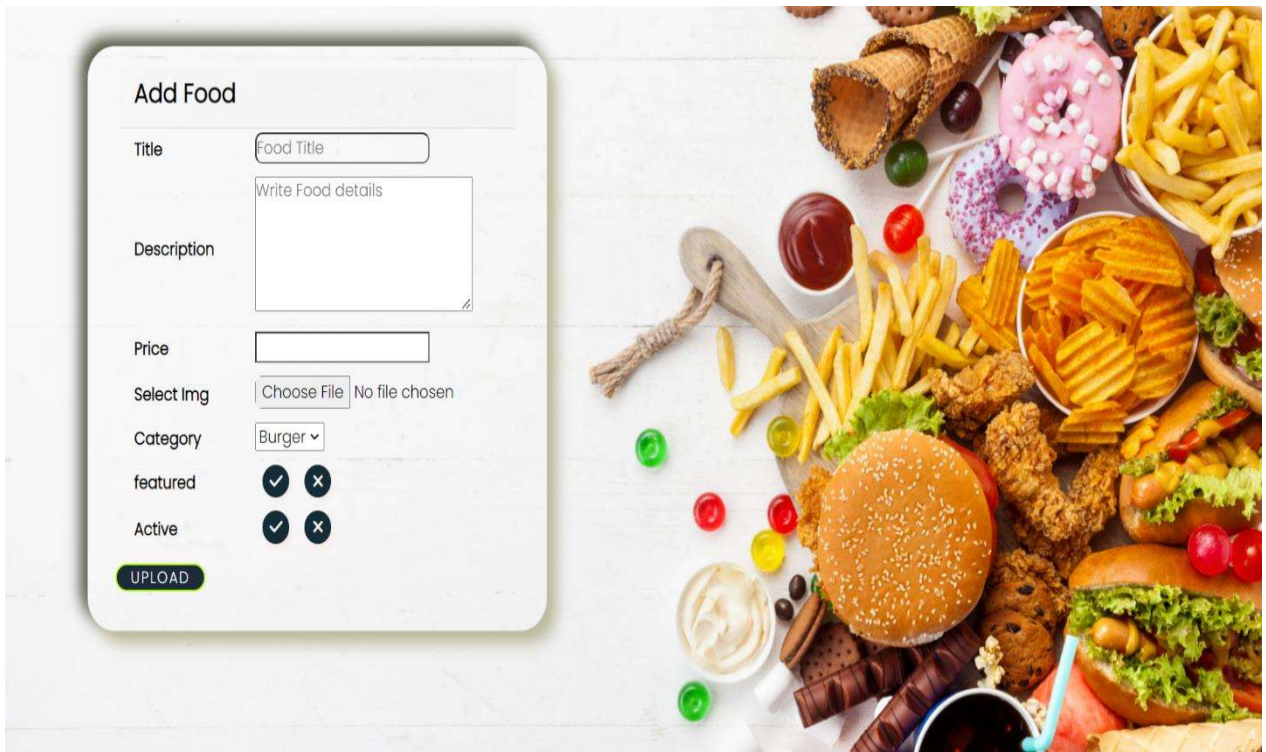 Add Food
Title Food Title
Write Food details
Description
Price
Select Img Choose File No file chosen
Category Burger
featured
Active
UPLOAD